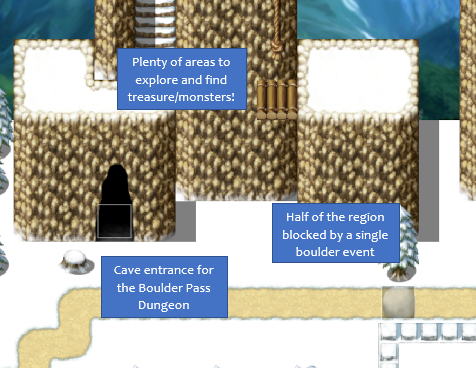 Plenty of areas to
explore and find
treasure/monsters!
Half of the region
blocked by a single
boulder event
Cave entrance for
the Boulder Pass
Dungeon